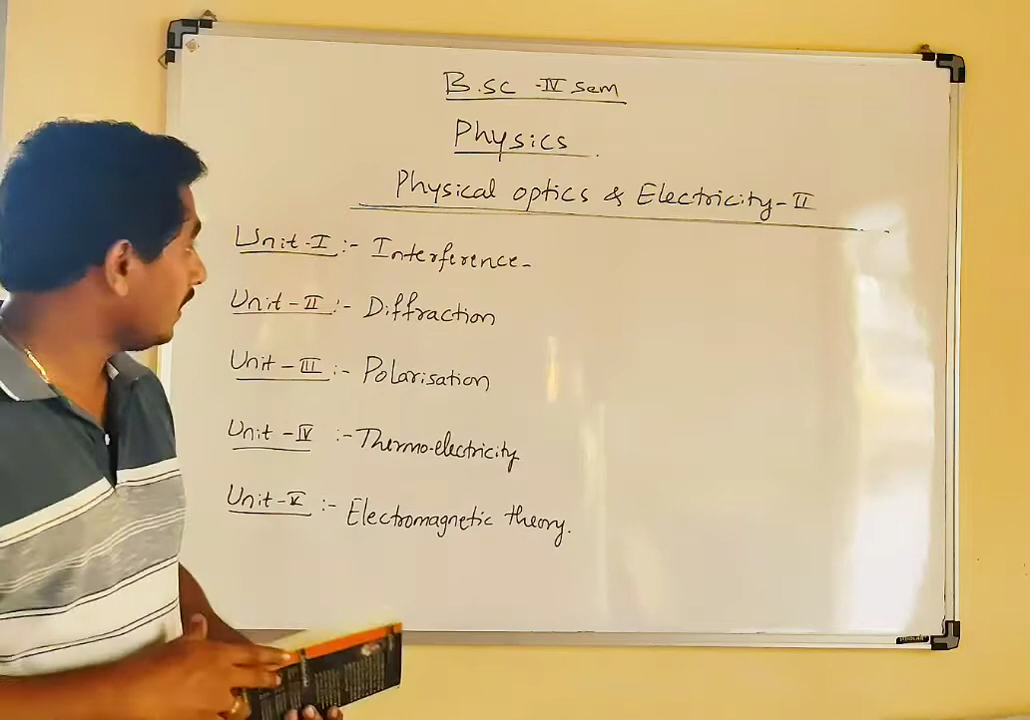 B.sc -IV sem
Physics.
Physical optics & Electricity-II
Unit-I :- Interference-
Unit-II :- Diffraction
Unit-III :- Polarisation
Unit-IV :- Thermo-electricity
Unit-V :- Electromagnetic theory.